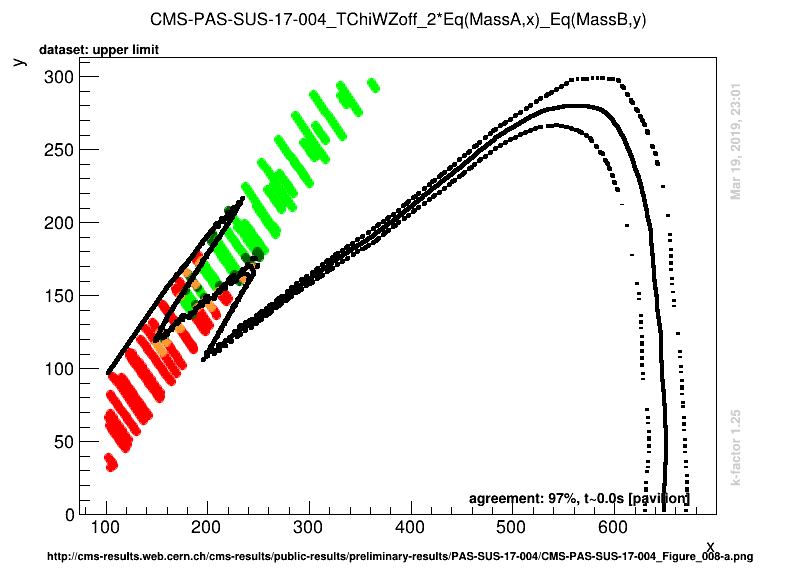 CMS-PAS-SUS-17-004_TChiWZoff_2*Eq(MassA,x)_Eq(MassB,y)
dataset: upper limit
y
300
250
200
150
100
50
0
100
200
300
400
500
600
x
Mar 19, 2019, 23:01
k-factor 1.25
agreement: 97%, t~0.0s [pavilion]
http://cms-results.web.cern.ch/cms-results/public-results/preliminary-results/PAS-SUS-17-004/CMS-PAS-SUS-17-004_Figure_008-a.png